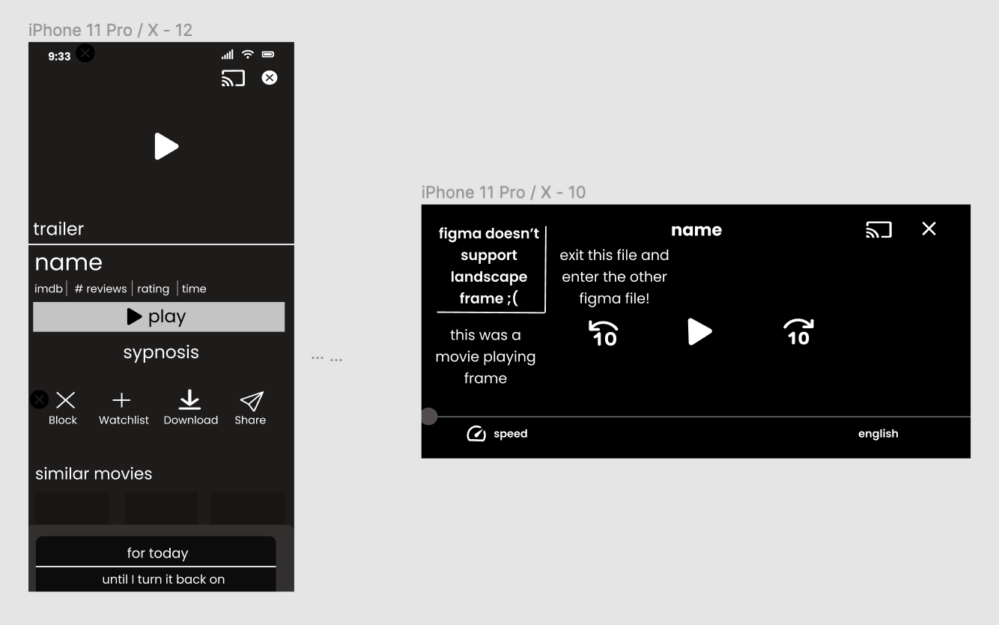 iPhone 11 Pro / X - 12
9:33
trailer
name
imdb # reviews rating time
play
sypnosis
Block Watchlist Download Share
similar movies
for today
until I turn it back on
... ...
iPhone 11 Pro / X - 10
figma doesn't
support
landscape
frame ;(
this was a
movie playing
frame
name
exit this file and
enter the other
figma file!
10 10
speed english